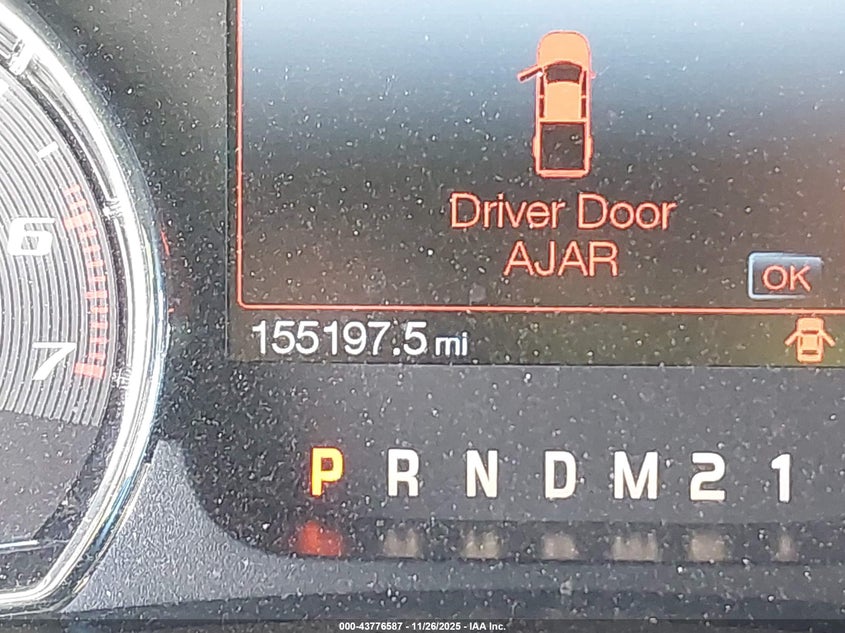 6
7
Driver Door
AJAR
OK
155197.5 mi
P R N D M 2 1
000-43776587 - 11/26/2025 - IAA Inc.